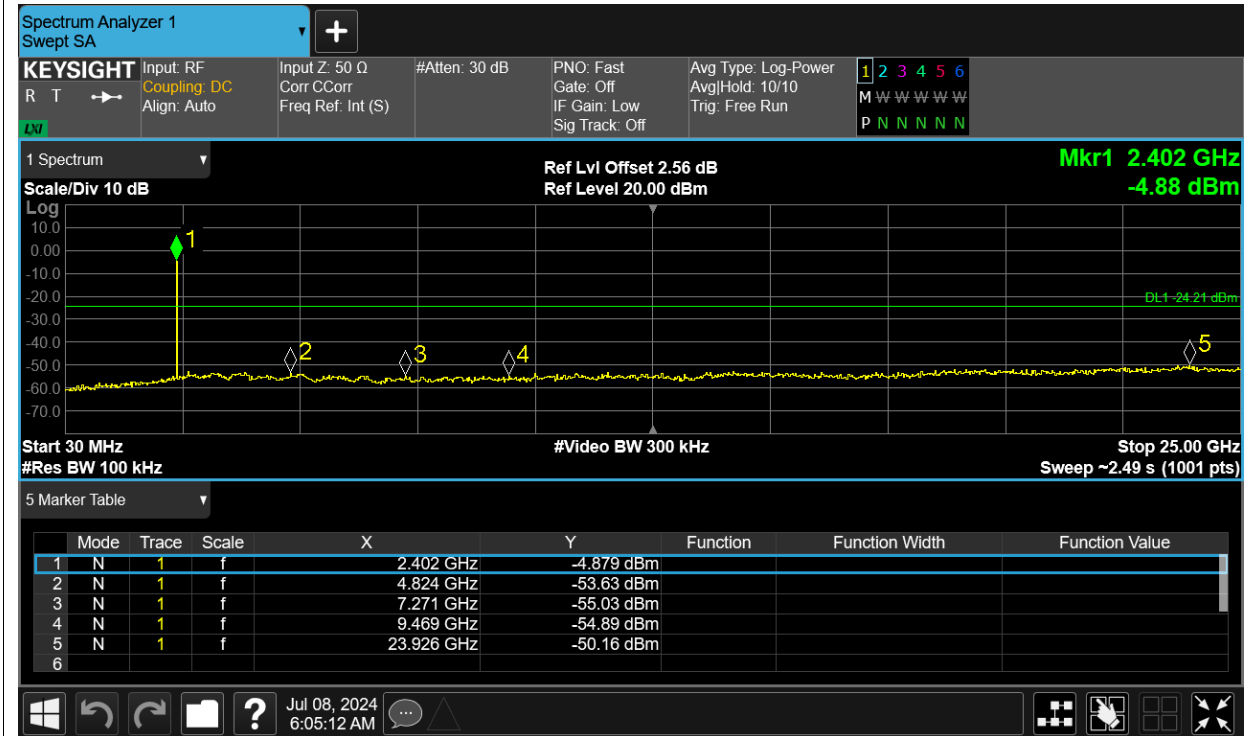 Spectrum Analyzer 1
Swept SA
+
KEYSIGHT Input: RF Input Z: 50 Ω #Atten: 30 dB PNO: Fast Avg Type: Log-Power 1 2 3 4 5 6
R T Coupling: DC Corr CCorr Gate: Off Avg|Hold: 10/10 M W W W W W
Align: Auto Freq Ref: Int (S) IF Gain: Low Trig: Free Run
LXI Sig Track: Off P N N N N N
1 Spectrum Ref Lvl Offset 2.56 dB Mkr1 2.402 GHz
Scale/Div 10 dB Ref Level 20.00 dBm -4.88 dBm
Log
10.0
1
0.00
-10.0
-20.0 DL1 -24.21 dBm
-30.0
-40.0
2 3 4 5
-50.0
-60.0
-70.0
Start 30 MHz #Video BW 300 kHz Stop 25.00 GHz
#Res BW 100 kHz Sweep ~2.49 s (1001 pts)
5 Marker Table
Mode Trace Scale X Y Function Function Width Function Value
1 N 1 f 2.402 GHz -4.879 dBm
2 N 1 f 4.824 GHz -53.63 dBm
3 N 1 f 7.271 GHz -55.03 dBm
4 N 1 f 9.469 GHz -54.89 dBm
5 N 1 f 23.926 GHz -50.16 dBm
6
? Jul 08, 2024
6:05:12 AM